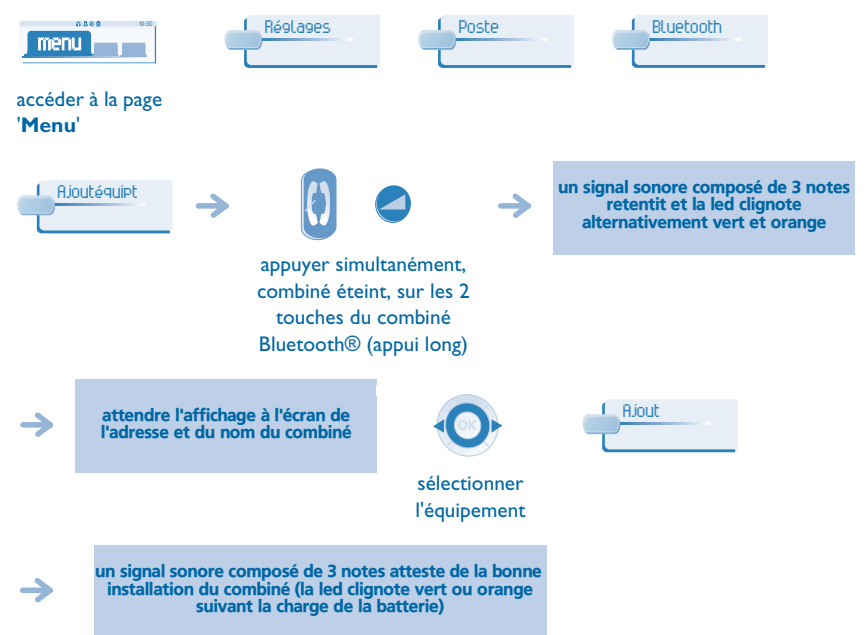 menu
Réglages
Poste
Bluetooth
accéder à la page
'Menu'
Ajoutéquipt
un signal sonore composé de 3 notes
retentit et la led clignote
alternativement vert et orange
appuyer simultanément,
combiné éteint, sur les 2
touches du combiné
Bluetooth® (appui long)
attendre l'affichage à l'écran de
l'adresse et du nom du combiné
OK
Ajout
sélectionner
l'équipement
un signal sonore composé de 3 notes atteste de la bonne
installation du combiné (la led clignote vert ou orange
suivant la charge de la batterie)